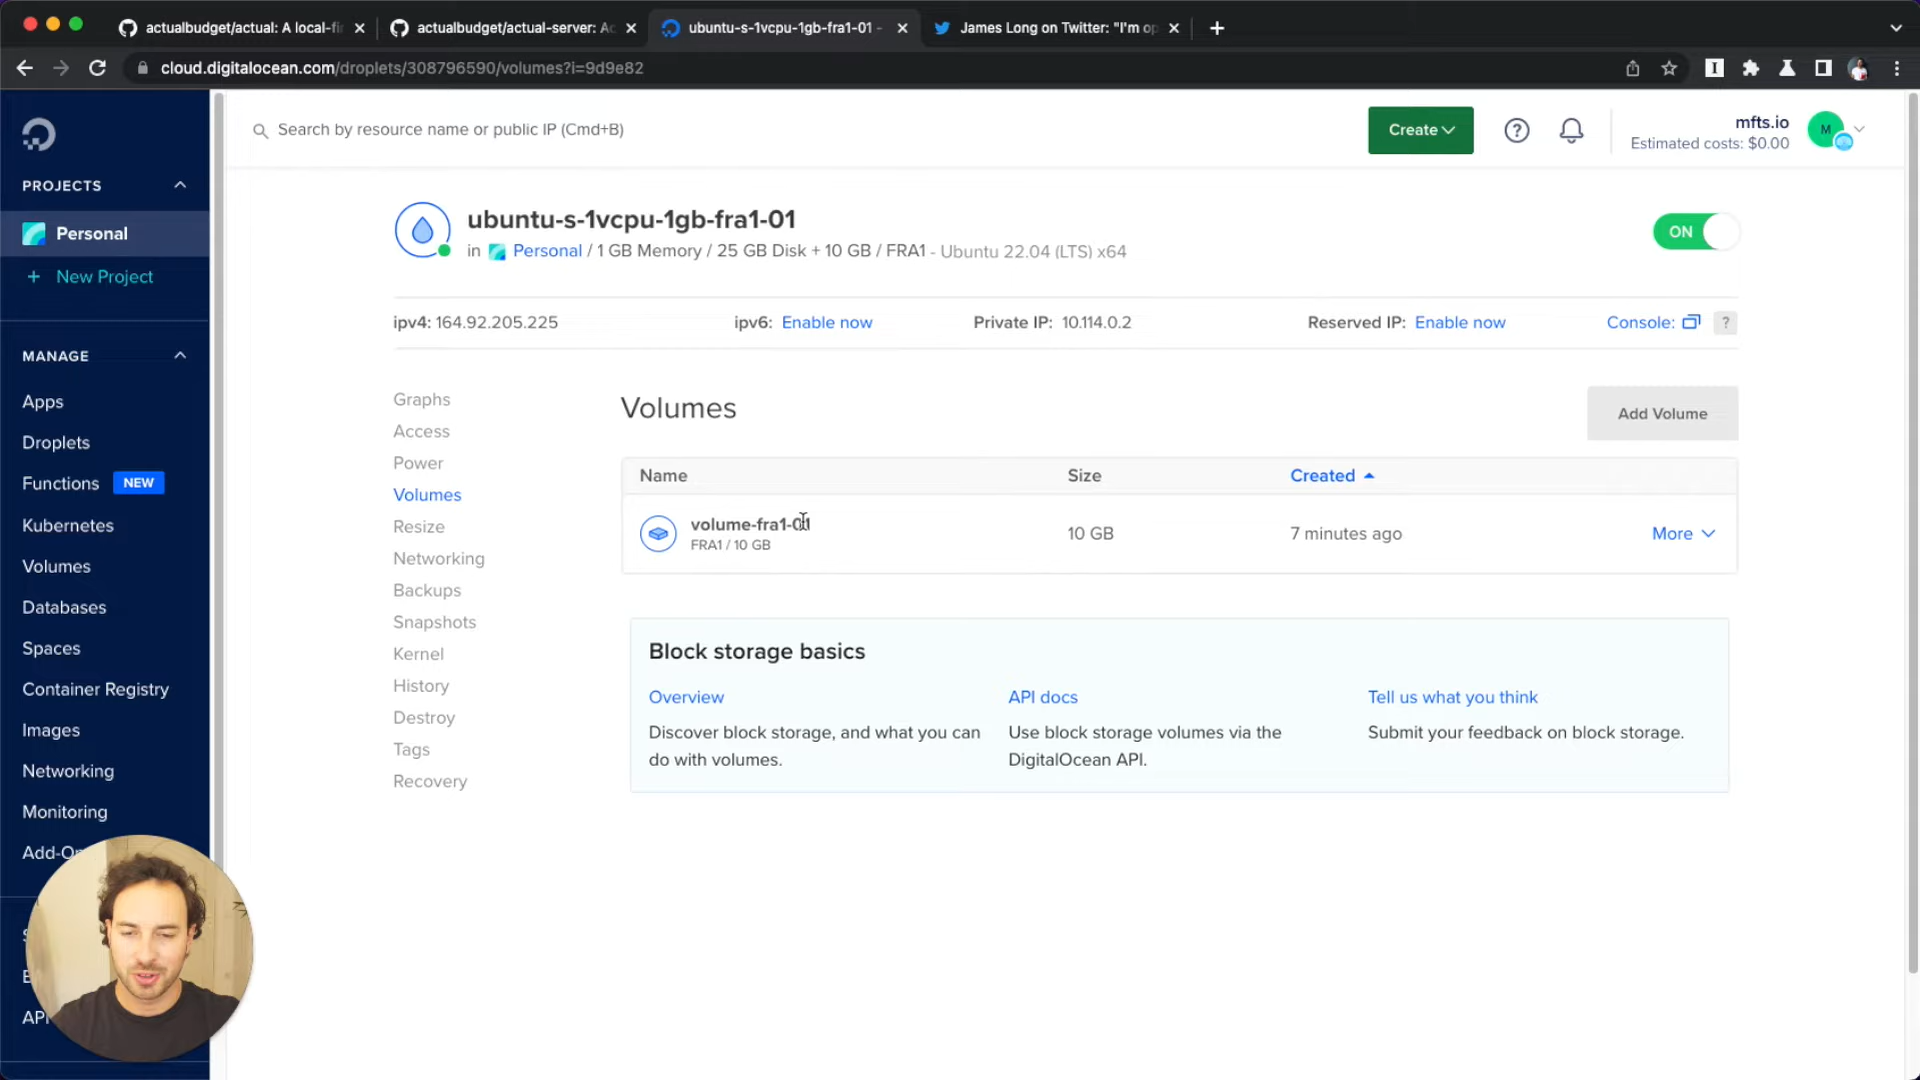 actualbudget/actual: A local-fi
actualbudget/actual-server: Ac
ubuntu-s-1vcpu-1gb-fra1-01 -
James Long on Twitter: "I'm op
cloud.digitalocean.com/droplets/308796590/volumes?i=9d9e82
Search by resource name or public IP (Cmd+B)
Create
mfts.io
Estimated costs: $0.00
M
PROJECTS
Personal
+ New Project
MANAGE
Apps
Droplets
Functions NEW
Kubernetes
Volumes
Databases
Spaces
Container Registry
Images
Networking
Monitoring
Add-O
API
ubuntu-s-1vcpu-1gb-fra1-01
in Personal / 1 GB Memory / 25 GB Disk + 10 GB / FRA1 - Ubuntu 22.04 (LTS) x64
ON
ipv4: 164.92.205.225
ipv6: Enable now
Private IP: 10.114.0.2
Reserved IP: Enable now
Console: ?
Graphs
Access
Power
Volumes
Resize
Networking
Backups
Snapshots
Kernel
History
Destroy
Tags
Recovery
Volumes
Add Volume
Name Size Created
volume-fra1-01
FRA1 / 10 GB
10 GB
7 minutes ago
More
Block storage basics
Overview
Discover block storage, and what you can
do with volumes.
API docs
Use block storage volumes via the
DigitalOcean API.
Tell us what you think
Submit your feedback on block storage.